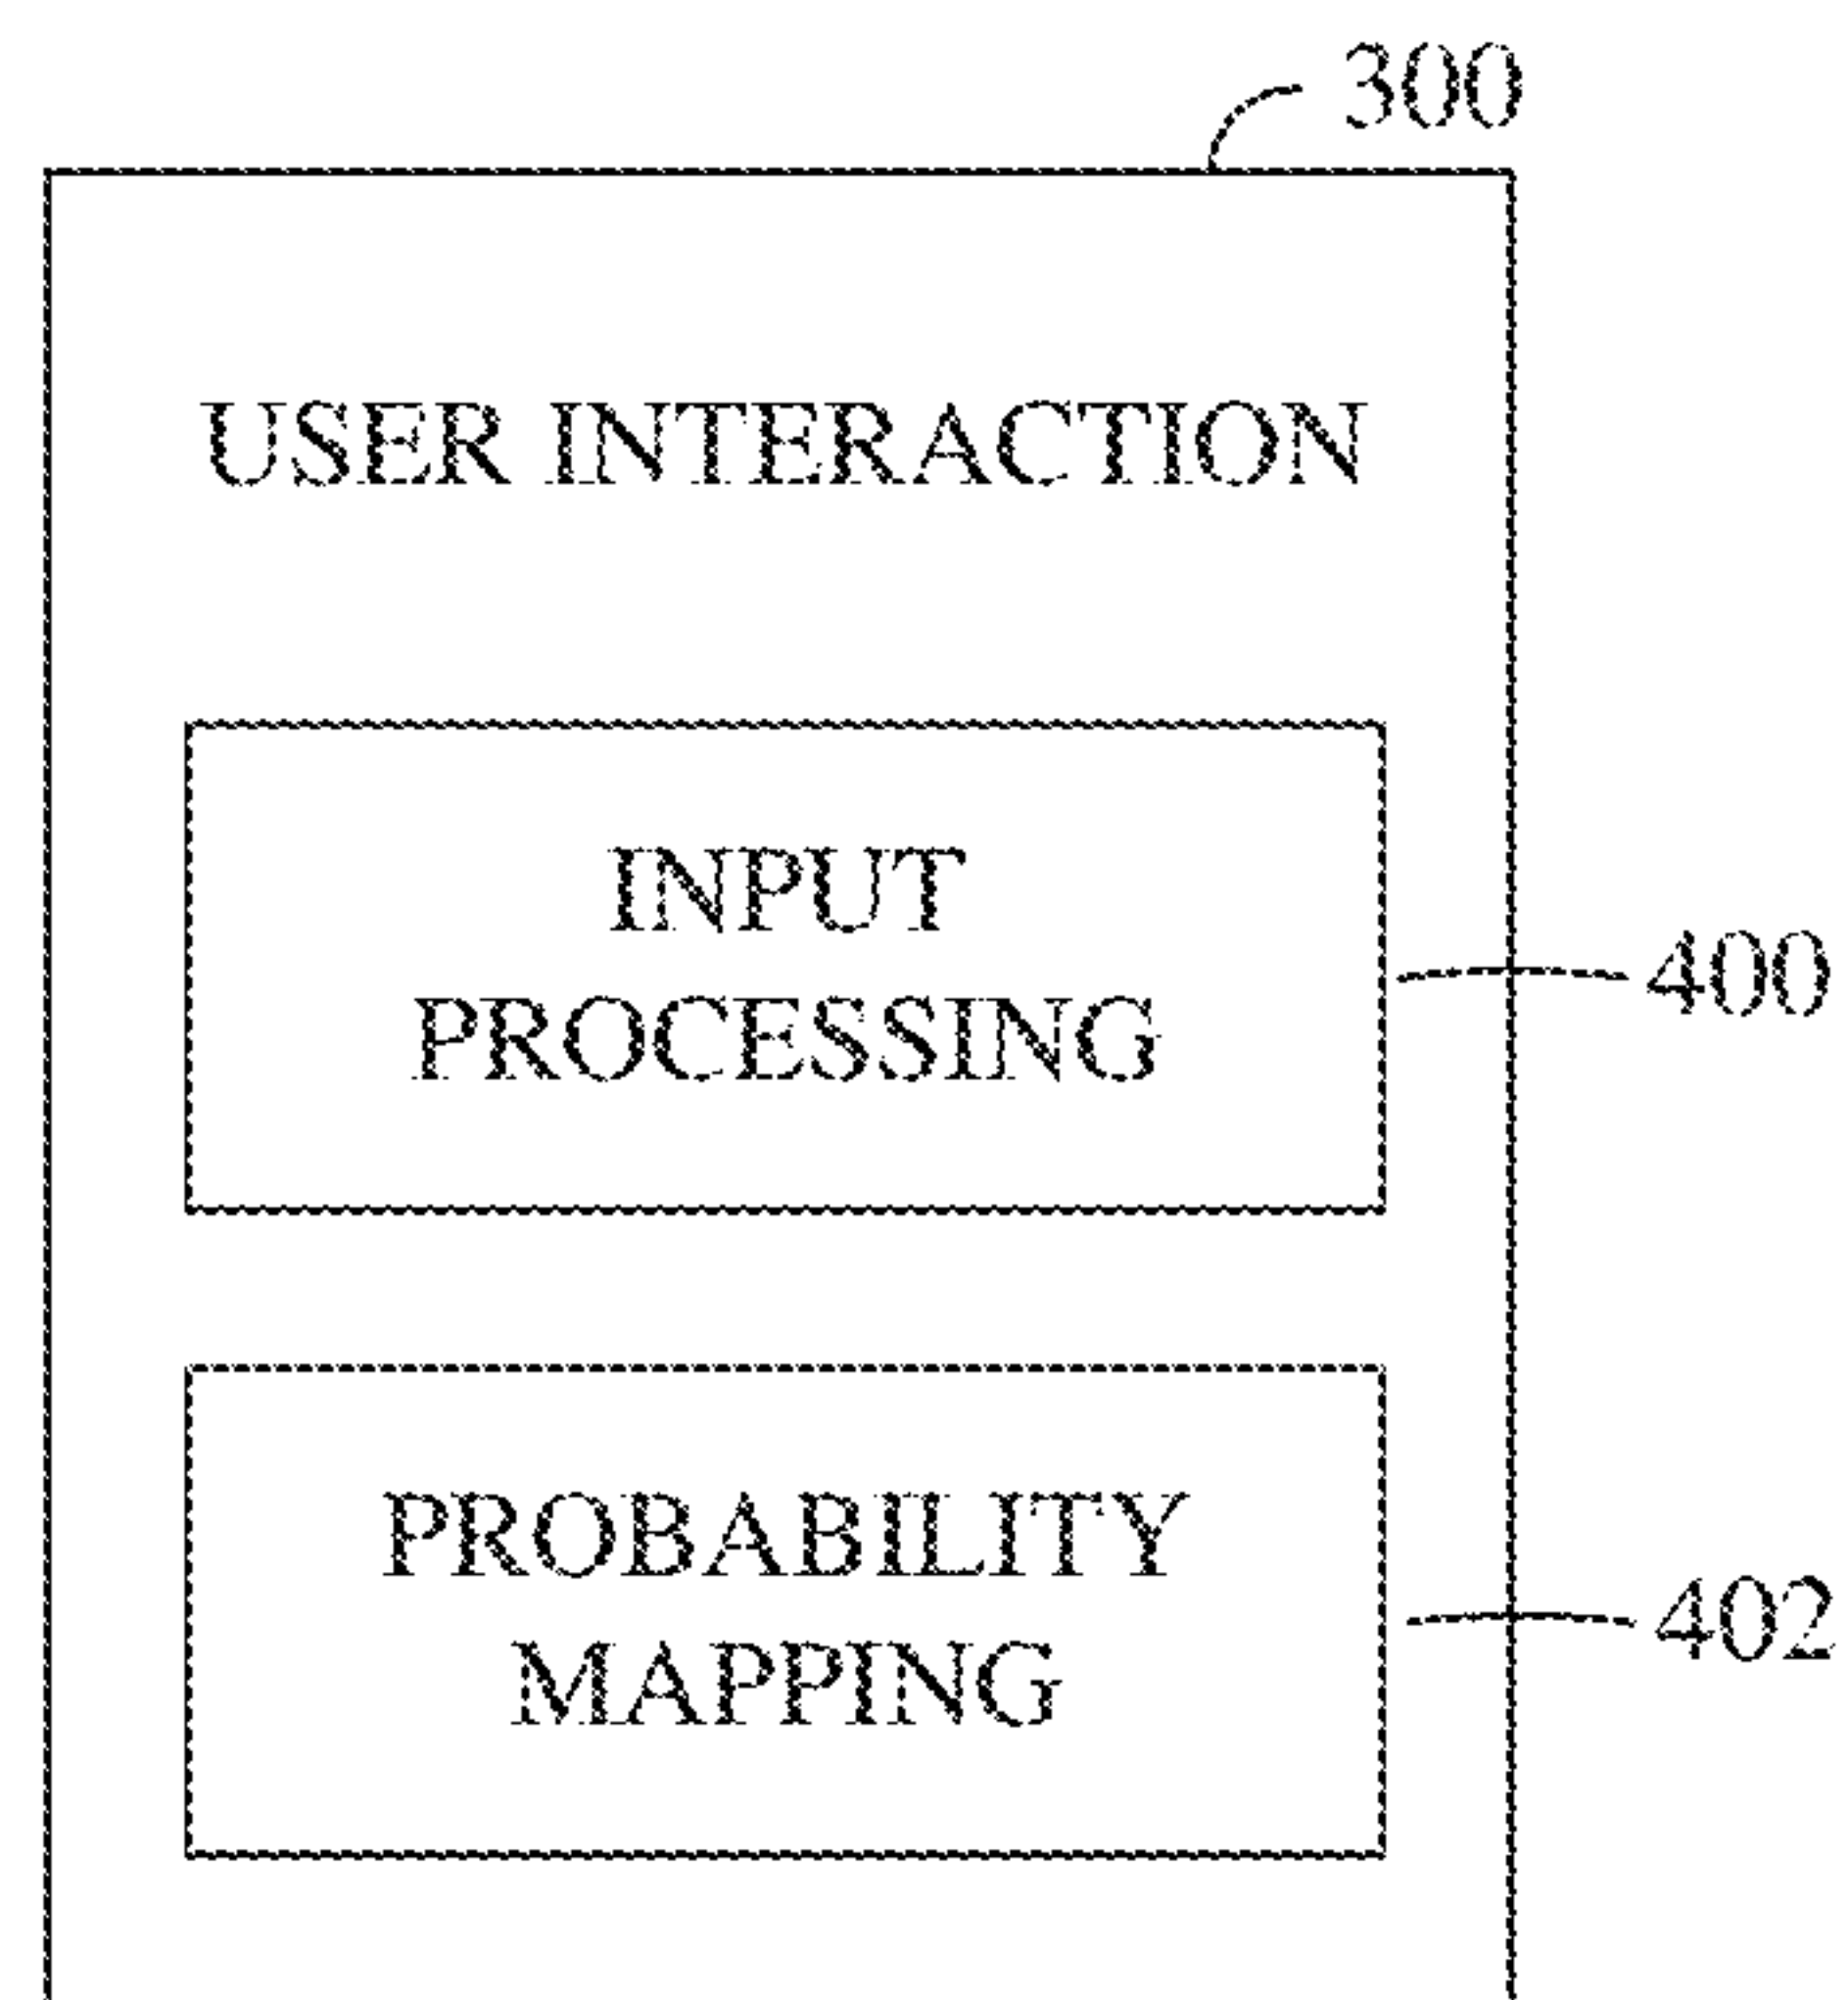 300
USER INTERACTION
INPUT
PROCESSING
400
PROBABILITY
MAPPING
402